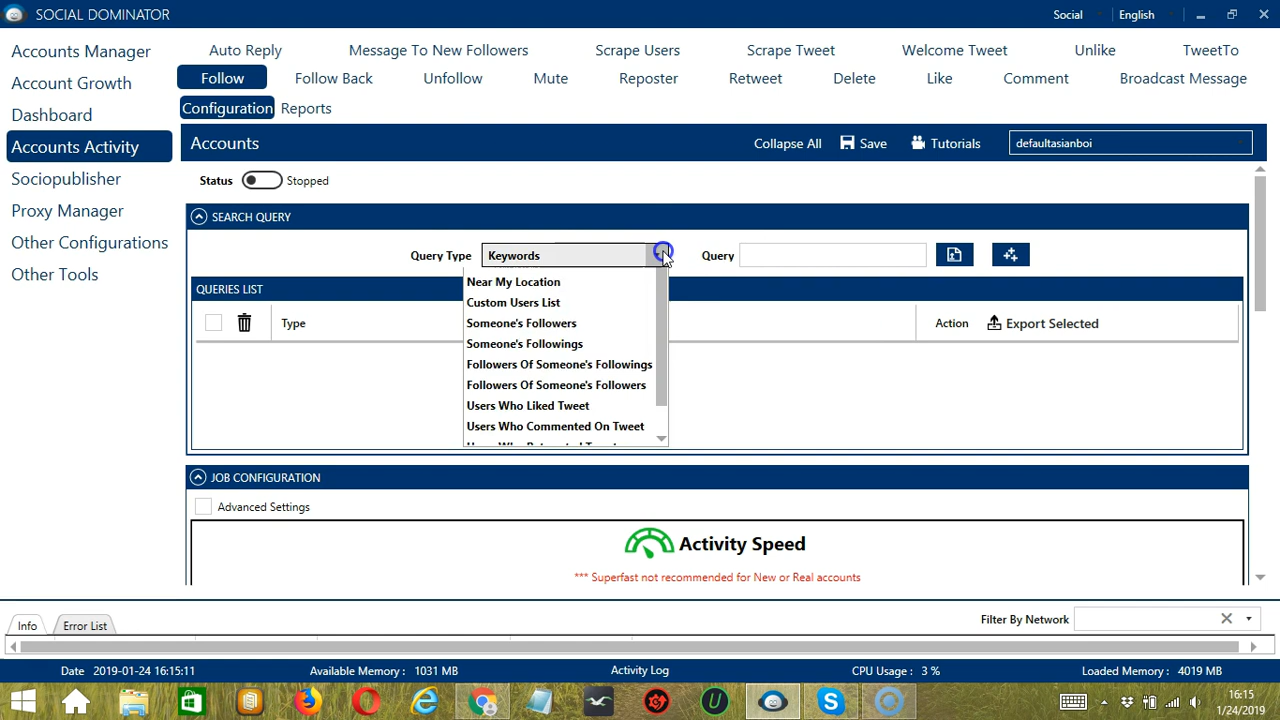 SOCIAL DOMINATOR
Social
English
Accounts Manager
Account Growth
Dashboard
Accounts Activity
Sociopublisher
Proxy Manager
Other Configurations
Other Tools
Auto Reply
Message To New Followers
Scrape Users
Scrape Tweet
Welcome Tweet
Unlike
TweetTo
Follow
Follow Back
Unfollow
Mute
Reposter
Retweet
Delete
Like
Comment
Broadcast Message
Configuration
Reports
Accounts
Collapse All
Save
Tutorials
defaultasianboi
Status
Stopped
SEARCH QUERY
Query Type
Keywords
Query
Near My Location
Custom Users List
Someone's Followers
Someone's Followings
Followers Of Someone's Followings
Followers Of Someone's Followers
Users Who Liked Tweet
Users Who Commented On Tweet
QUERIES LIST
Type
Action
Export Selected
JOB CONFIGURATION
Advanced Settings
Activity Speed
*** Superfast not recommended for New or Real accounts
Info
Error List
Filter By Network
Date 2019-01-24 16:15:11
Available Memory : 1031 MB
Activity Log
CPU Usage : 3 %
Loaded Memory : 4019 MB
16:15
1/24/2019